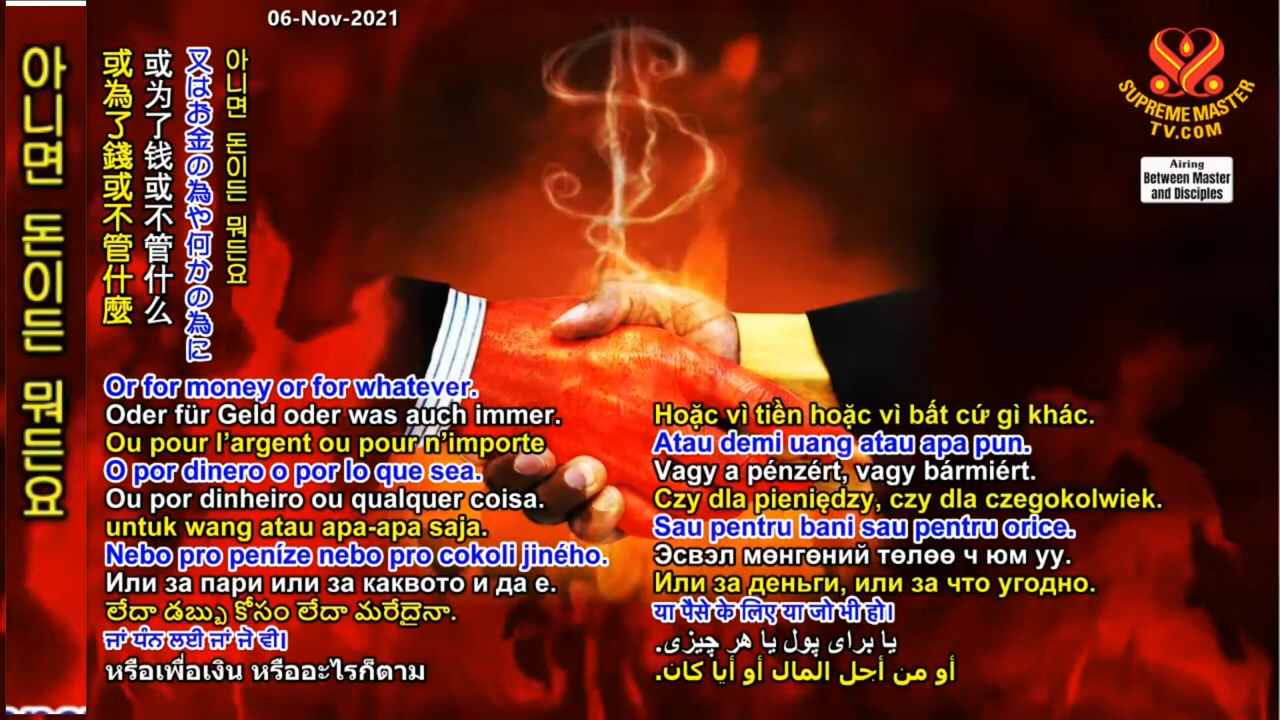 06-Nov-2021
SUPREME MASTER
TV.COM
Airing
Between Master
and Disciples
아니면 돈이든 뭐든요
아니면 돈이든 뭐든요
又はお金の為や何かの為に
或为了钱或不管什么
或為了錢或不管什麼
Or for money or for whatever.
Oder für Geld oder was auch immer.
Ou pour l’argent ou pour n’importe
O por dinero o por lo que sea.
Ou por dinheiro ou qualquer coisa.
untuk wang atau apa-apa saja.
Nebo pro peníze nebo pro cokoli jiného.
Или за пари или за каквото и да е.
లేదా డబ్బు కోసం లేదా మరేదైనా.
ਜਾਂ ਧੰਨ ਲਈ ਜਾਂ ਜੋ ਵੀ।
หรือเพื่อเงิน หรืออะไรก็ตาม
Hoặc vì tiền hoặc vì bất cứ gì khác.
Atau demi uang atau apa pun.
Vagy a pénzért, vagy bármiért.
Czy dla pieniędzy, czy dla czegokolwiek.
Sau pentru bani sau pentru orice.
Эсвэл мөнгөний төлөө ч юм уу.
Или за деньги, или за что угодно.
या पैसे के लिए या जो भी हो।
یا برای پول یا هر چیزی.
أو من أجل المال أو أيا كان.